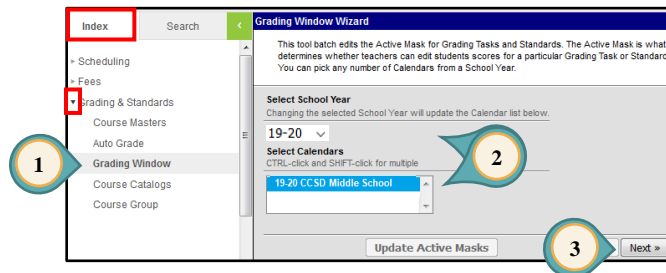 Index
Search
<
Scheduling
Fees
Grading & Standards
Course Masters
Auto Grade
Grading Window
Course Catalogs
Course Group
1
Grading Window Wizard
This tool batch edits the Active Mask for Grading Tasks and Standards. The Active Mask is what
determines whether teachers can edit students scores for a particular Grading Task or Standard
You can pick any number of Calendars from a School Year.
Select School Year
Changing the selected School Year will update the Calendar list below.
19-20
Select Calendars
CTRL-click and SHIFT-click for multiple
19-20 CCSD Middle School
2
Update Active Masks
3
Next »